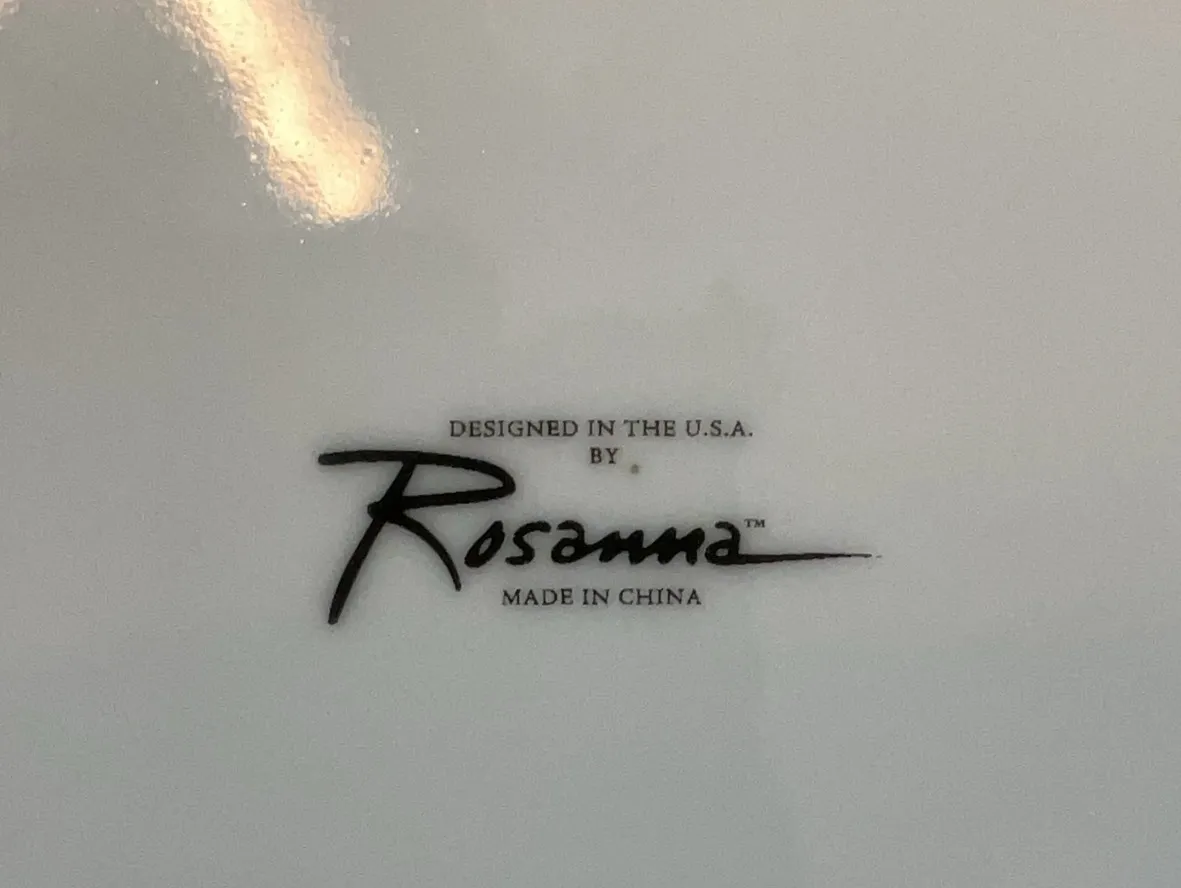 DESIGNED IN THE U.S.A.
BY
Rosanna™
MADE IN CHINA